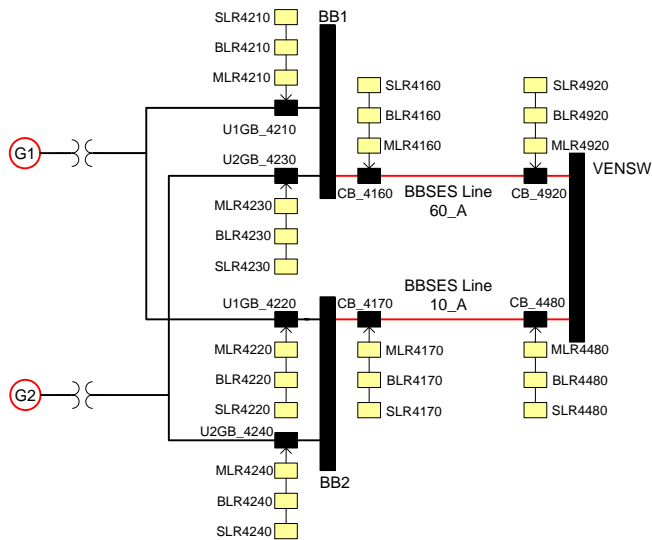 SLR4210
BB1
BLR4210
MLR4210
SLR4160
SLR4920
BLR4160
BLR4920
U1GB_4210
MLR4160
MLR4920
G1
U2GB_4230
VENSW
CB_4160
BBSES Line
60_A
CB_4920
MLR4230
BLR4230
SLR4230
BBSES Line
10_A
U1GB_4220
CB_4170
CB_4480
MLR4220
MLR4170
MLR4480
BLR4220
BLR4170
BLR4480
G2
SLR4220
SLR4170
SLR4480
U2GB_4240
MLR4240
BB2
BLR4240
SLR4240